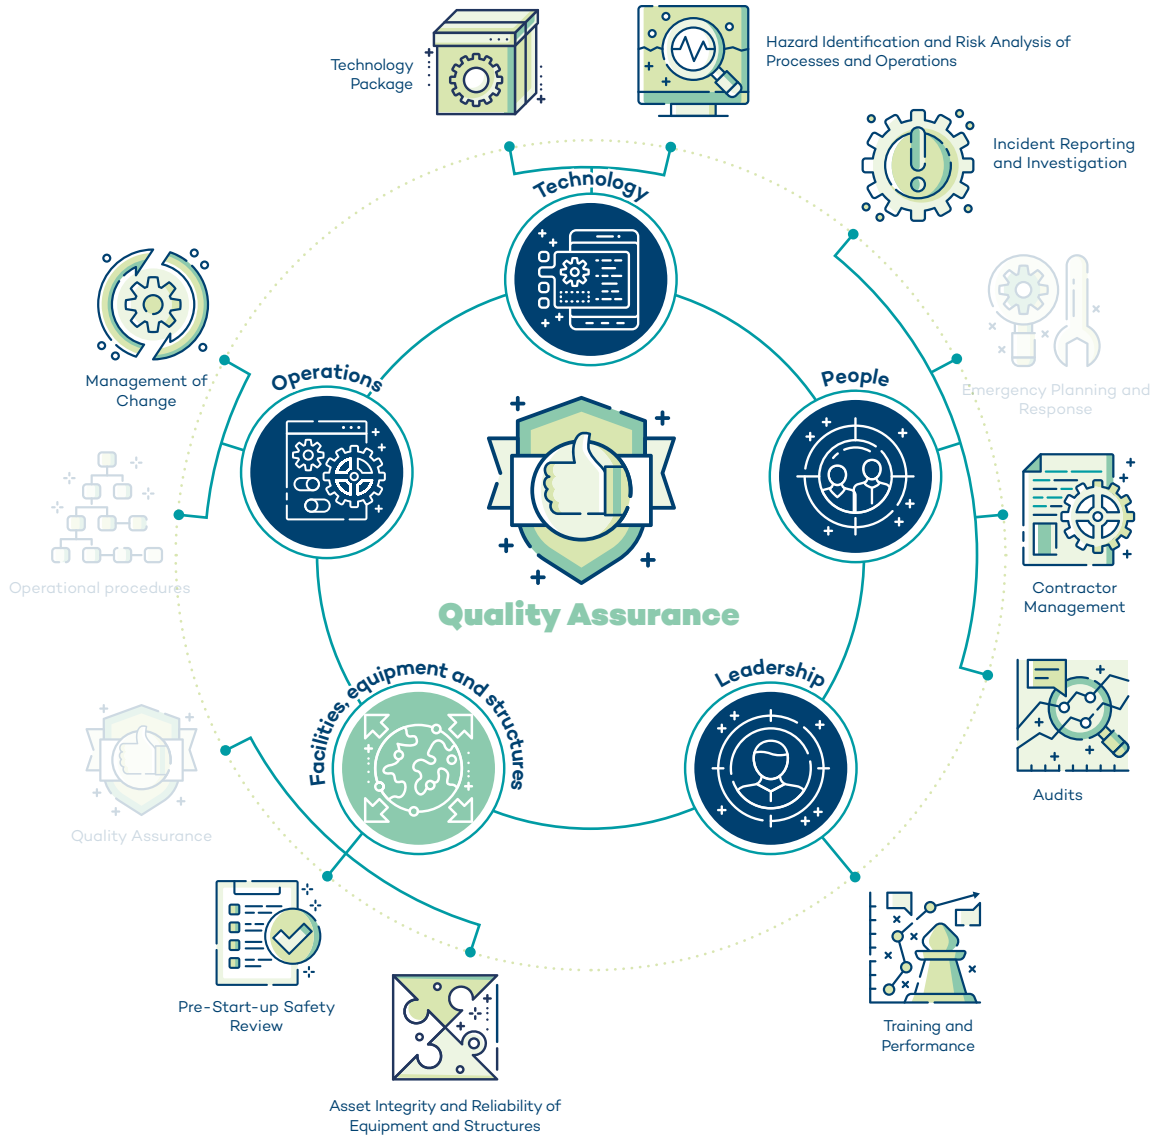 Technology
Package
Hazard Identification and Risk Analysis of
Processes and Operations
Incident Reporting
and Investigation
Technology
Management of
Change
Operations
People
Emergency Planning and
Response
Operational procedures
Quality Assurance
Contractor
Management
Facilities, equipment and structures
Leadership
Audits
Quality Assurance
Pre-Start-up Safety
Review
Training and
Performance
Asset Integrity and Reliability of
Equipment and Structures